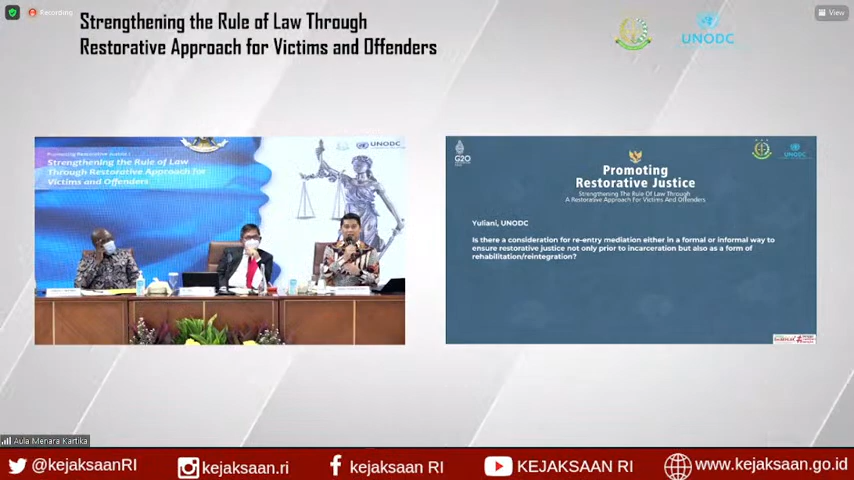 Recording
View
Strengthening the Rule of Law Through
Restorative Approach for Victims and Offenders
UNODC
Promoting Restorative Justice :
Strengthening the Rule of Law
Through Restorative Approach for
Victims and Offenders
UNODC
G20
UNODC
Promoting
Restorative Justice
Strengthening The Rule Of Law Through
A Restorative Approach For Victims And Offenders
Yuliani, UNODC
Is there a consideration for re-entry mediation either in a formal or informal way to
ensure restorative justice not only prior to incarceration but also as a form of
rehabilitation/reintegration?
Aula Menara Kartika
@kejaksaanRI
kejaksaan.ri
kejaksaan RI
KEJAKSAAN RI
www.kejaksaan.go.id